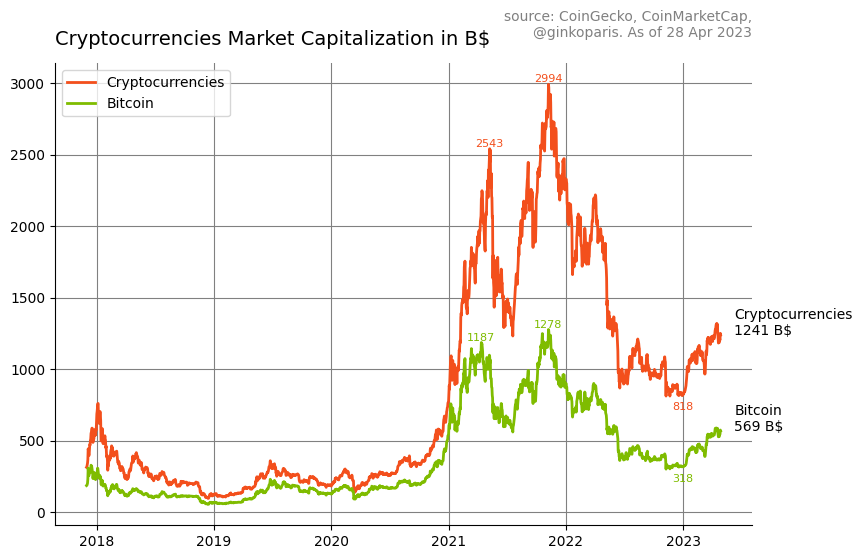 source: CoinGecko, CoinMarketCap,
@ginkoparis. As of 28 Apr 2023
Cryptocurrencies Market Capitalization in B$
Cryptocurrencies
Bitcoin
3000
2500
2000
1500
1000
500
0
2994
2543
1278
1187
818
318
Cryptocurrencies
1241 B$
Bitcoin
569 B$
2018 2019 2020 2021 2022 2023